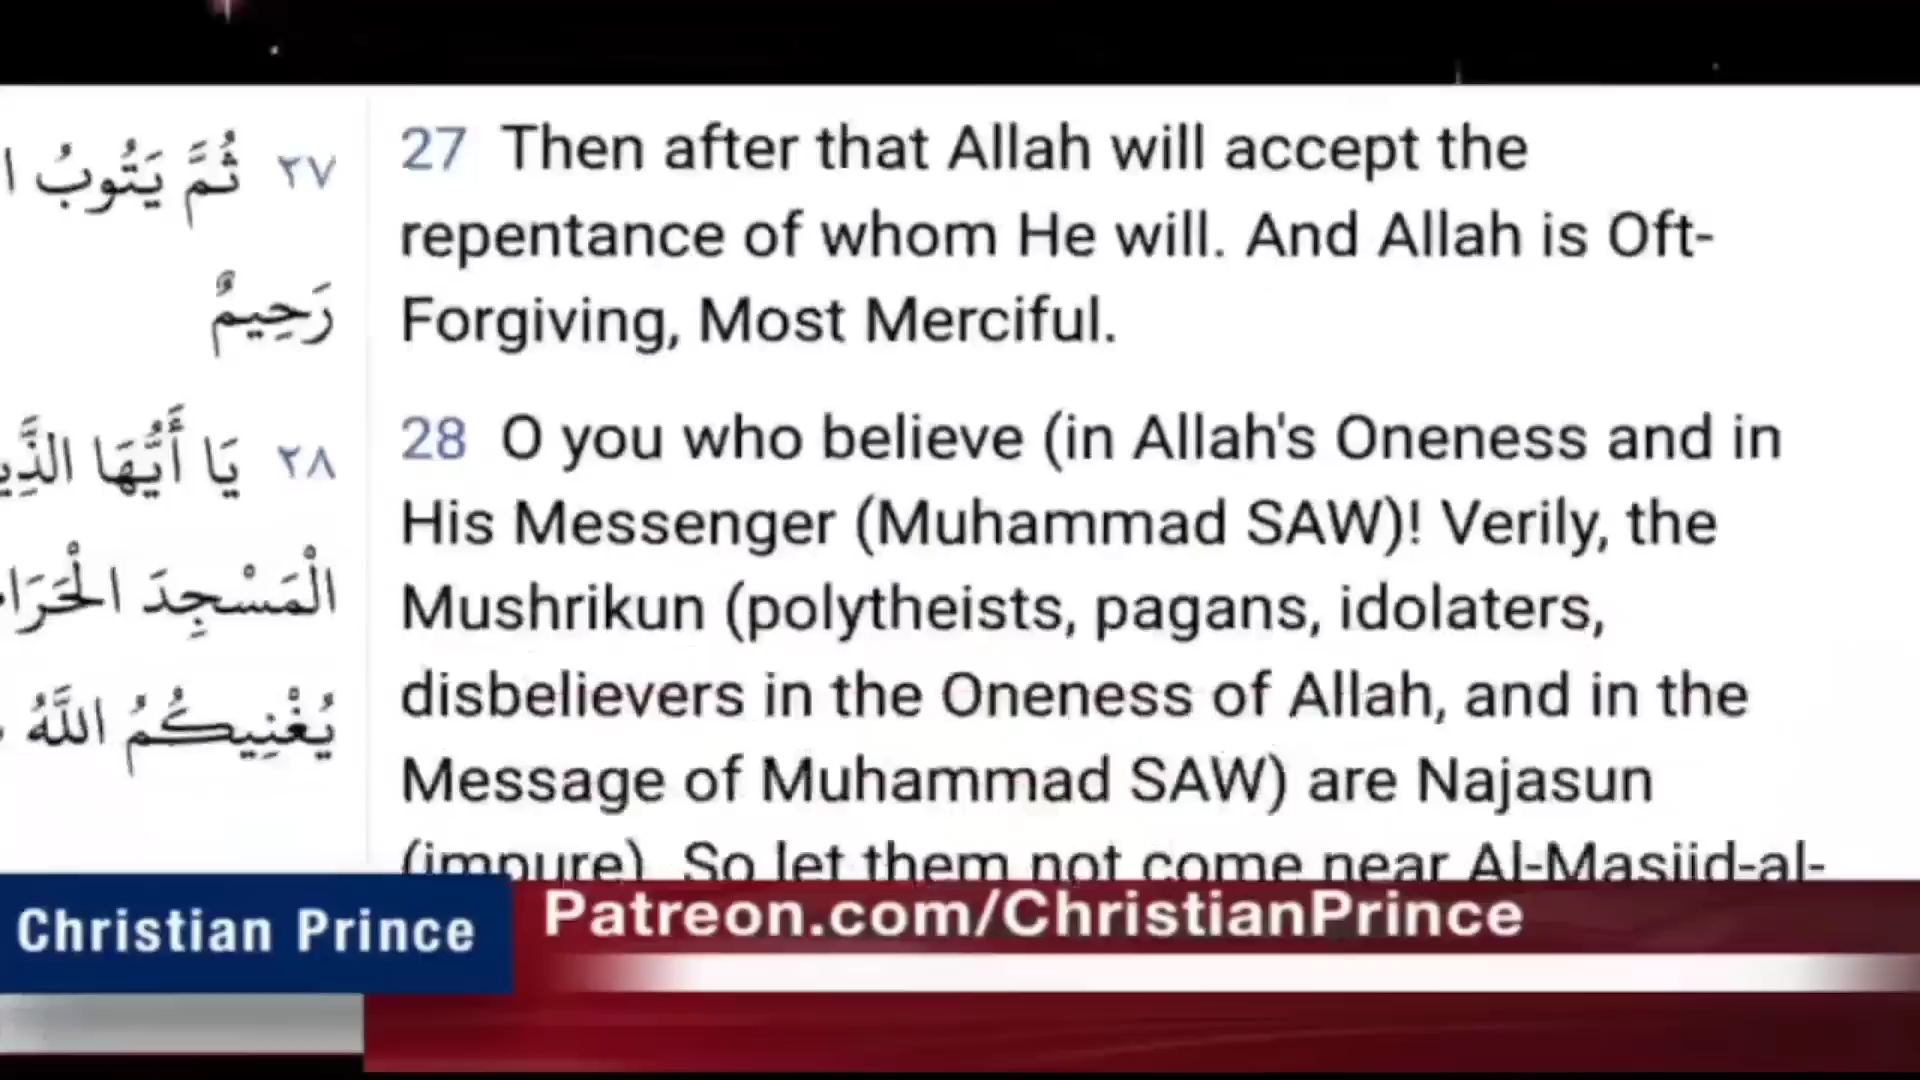 ٢٧ ثُمَّ يَتُوبُ
رَحِيمٌ
٢٨ يَا أَيُّهَا
الْمَسْجِدَ
يُغْنِيكُمُ اللَّهُ
27 Then after that Allah will accept the
repentance of whom He will. And Allah is Oft-
Forgiving, Most Merciful.
28 O you who believe (in Allah's Oneness and in
His Messenger (Muhammad SAW)! Verily, the
Mushrikun (polytheists, pagans, idolaters,
disbelievers in the Oneness of Allah, and in the
Message of Muhammad SAW) are Najasun
(impure). So let them not come near Al-Masjid-al-
Christian Prince
Patreon.com/ChristianPrince